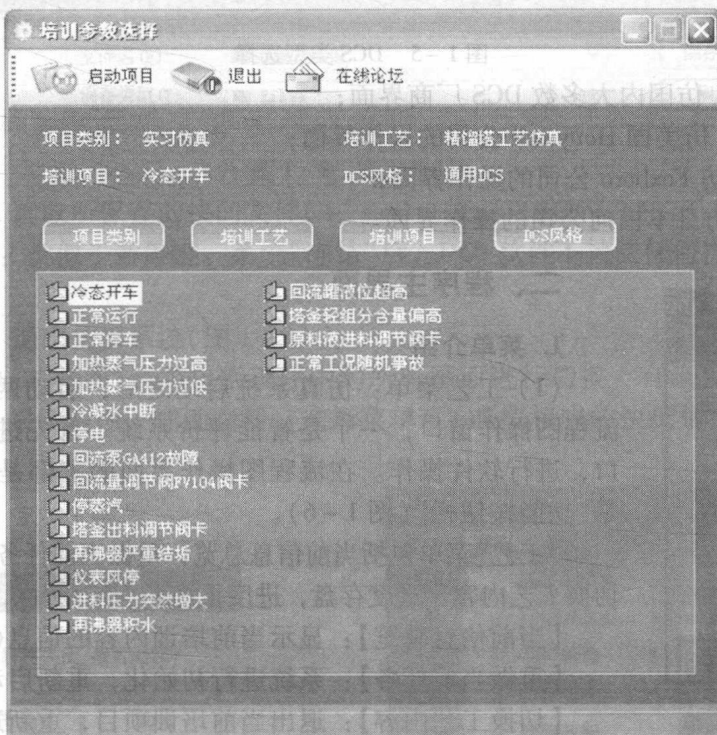 培训参数选择
启动项目 退出 在线论坛
项目类别： 实习仿真 培训工艺： 精馏塔工艺仿真
培训项目： 冷态开车 DCS风格： 通用DCS
项目类别 培训工艺 培训项目 DCS风格
冷态开车
正常运行
正常停车
加热蒸气压力过高
加热蒸气压力过低
冷凝水中断
停电
回流泵GA412故障
回流量调节阀FV104阀卡
停蒸汽
塔釜出料调节阀卡
再沸器严重结垢
仪表风停
进料压力突然增大
再沸器积水
回流罐液位超高
塔釜轻组分含量偏高
原料液进料调节阀卡
正常工况随机事故